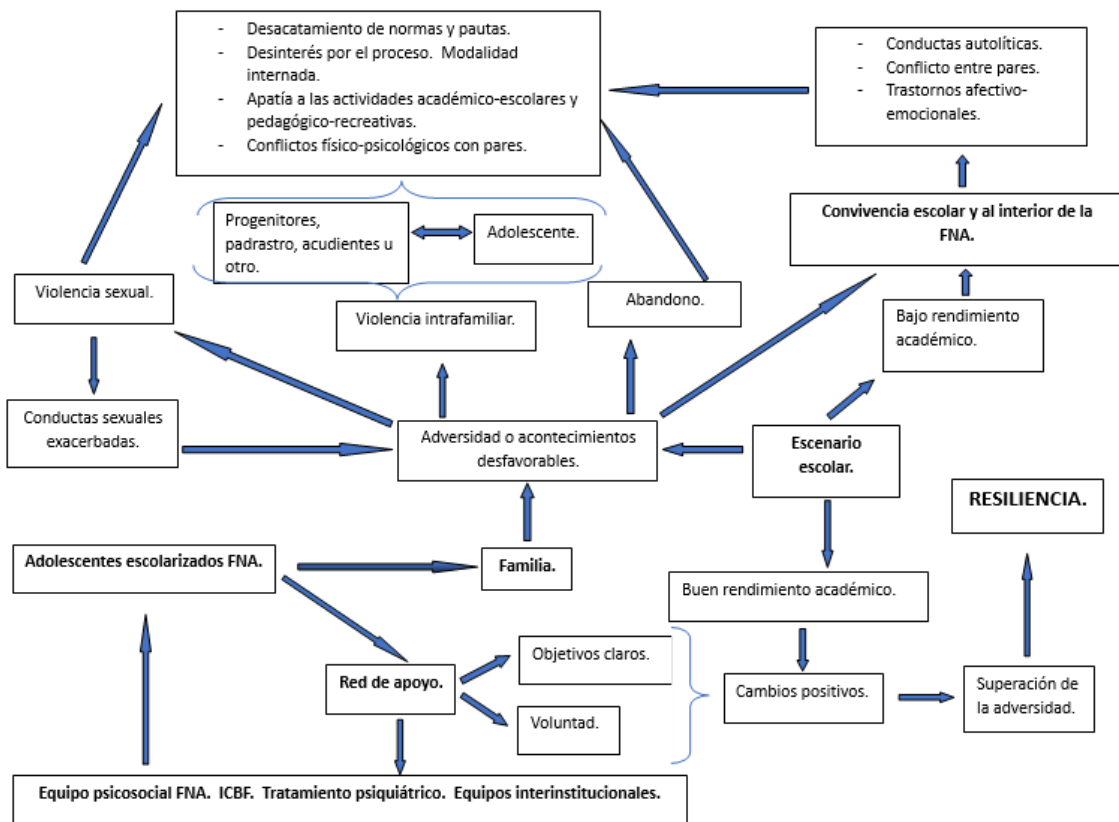 - Desacatamiento de normas y pautas.
- Desinterés por el proceso. Modalidad
internada.
- Apatía a las actividades académico-escolares y
pedagógico-recreativas.
- Conflictos físico-psicológicos con pares.
- Conductas autolíticas.
- Conflicto entre pares.
- Trastornos afectivo-
emocionales.
Progenitores,
padrastro, acudientes u
otro.
Adolescente.
Convivencia escolar y al interior de la
FNA.
Violencia sexual.
Violencia intrafamiliar.
Abandono.
Bajo rendimiento
académico.
Conductas sexuales
exacerbadas.
Adversidad o acontecimientos
desfavorables.
Escenario
escolar.
RESILIENCIA.
Adolescentes escolarizados FNA.
Familia.
Buen rendimiento académico.
Objetivos claros.
Red de apoyo.
Cambios positivos.
Superación de
la adversidad.
Voluntad.
Equipo psicosocial FNA. ICBF. Tratamiento psiquiátrico. Equipos interinstitucionales.